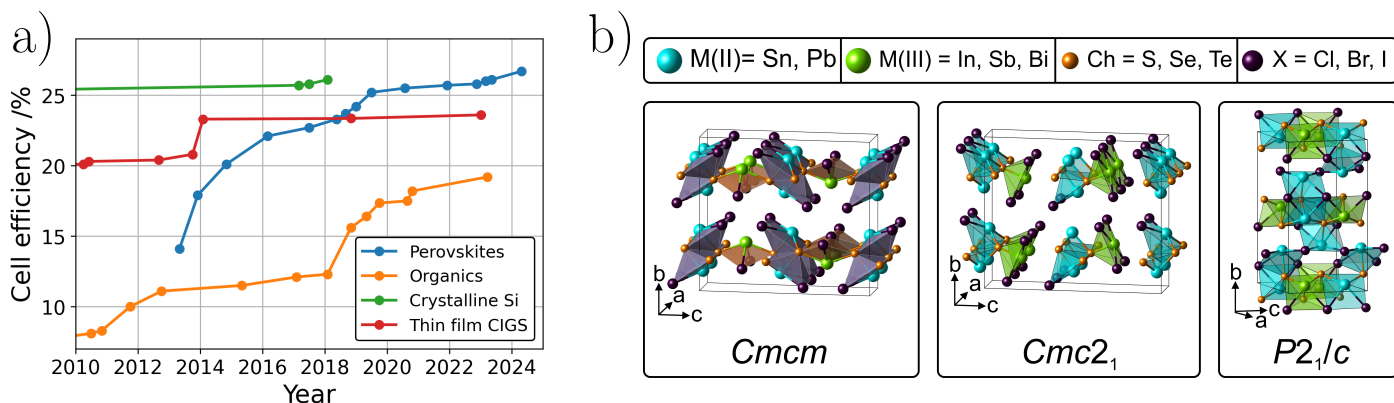 a)
Cell efficiency /%
25
20
15
10
Perovskites
Organics
Crystalline Si
Thin film CIGS
2010 2012 2014 2016 2018 2020 2022 2024
Year
b)
M(II)= Sn, Pb
M(III) = In, Sb, Bi
Ch = S, Se, Te
X = Cl, Br, I
b
a
c
Cmcm
b
a
c
Cmc2₁
b
c
a
P2₁/c